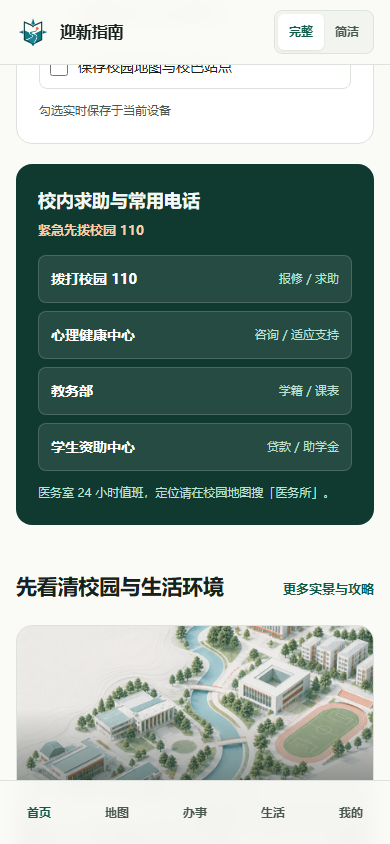 迎新指南
完整
简洁
保存校园地图与校巴站点
勾选实时保存于当前设备
校内求助与常用电话
紧急先拨校园 110
拨打校园 110
报修 / 求助
心理健康中心
咨询 / 适应支持
教务部
学籍 / 课表
学生资助中心
贷款 / 助学金
医务室 24 小时值班，定位请在校园地图搜「医务所」。
先看清校园与生活环境
更多实景与攻略
首页
地图
办事
生活
我的